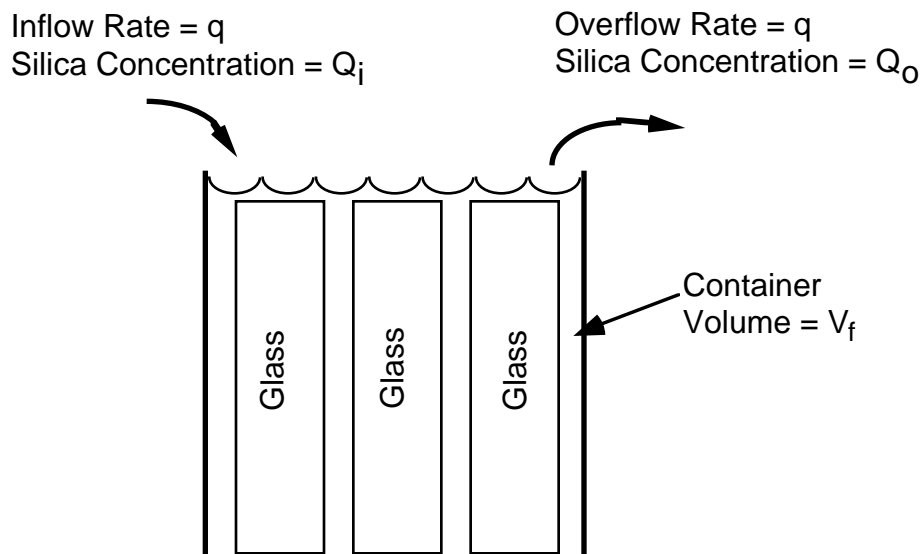 Inflow Rate = q
Silica Concentration = Qi
Overflow Rate = q
Silica Concentration = Qo
Container
Volume = Vf
Glass
Glass
Glass